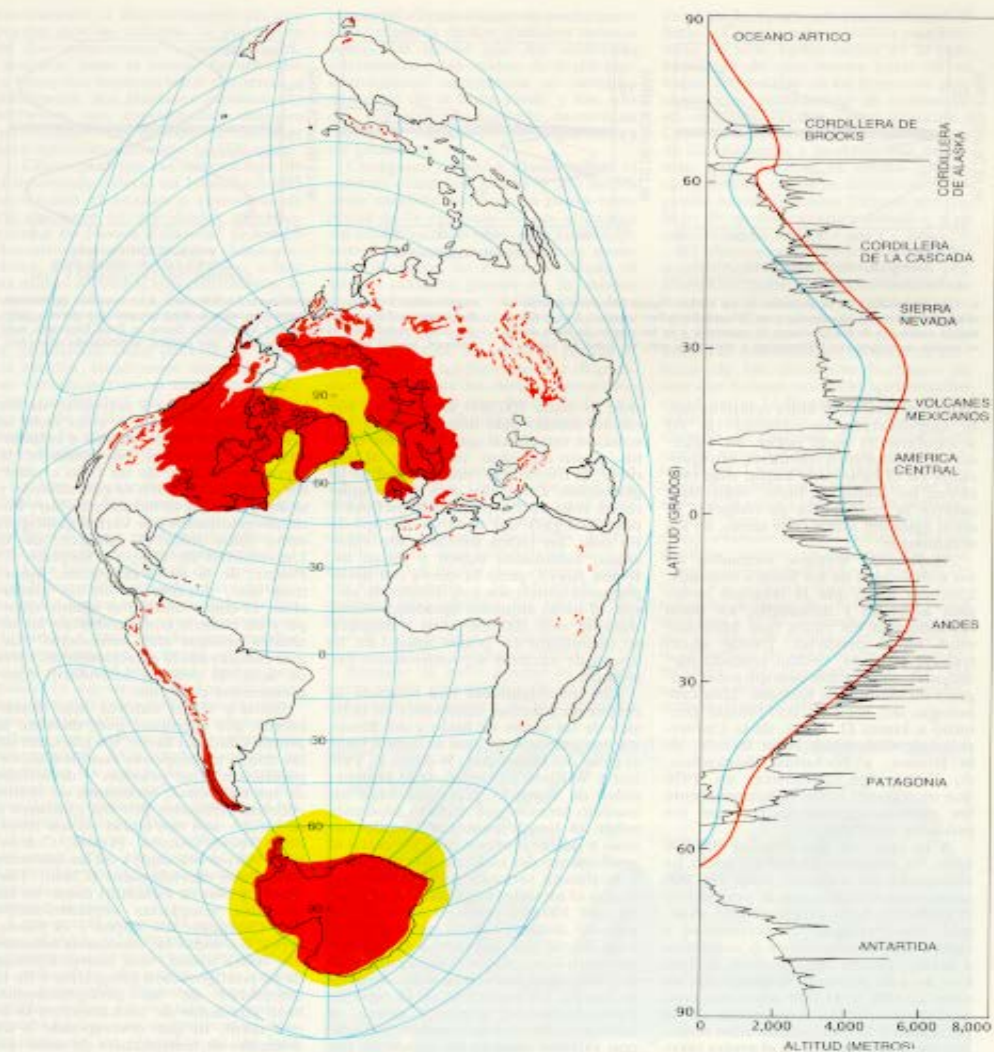 90
60
30
0
30
60
90
90
OCEANO ARTICO
CORDILLERA DE
BROOKS
CORDILLERA
DE ALASKA
60
CORDILLERA
DE LA CASCADA
SIERRA
NEVADA
30
VOLCANES
MEXICANOS
AMERICA
CENTRAL
LATITUD (GRADOS)
0
ANDES
30
PATAGONIA
60
ANTARTIDA
90
0 2,000 4,000 6,000 8,000
ALTITUD (METROS)